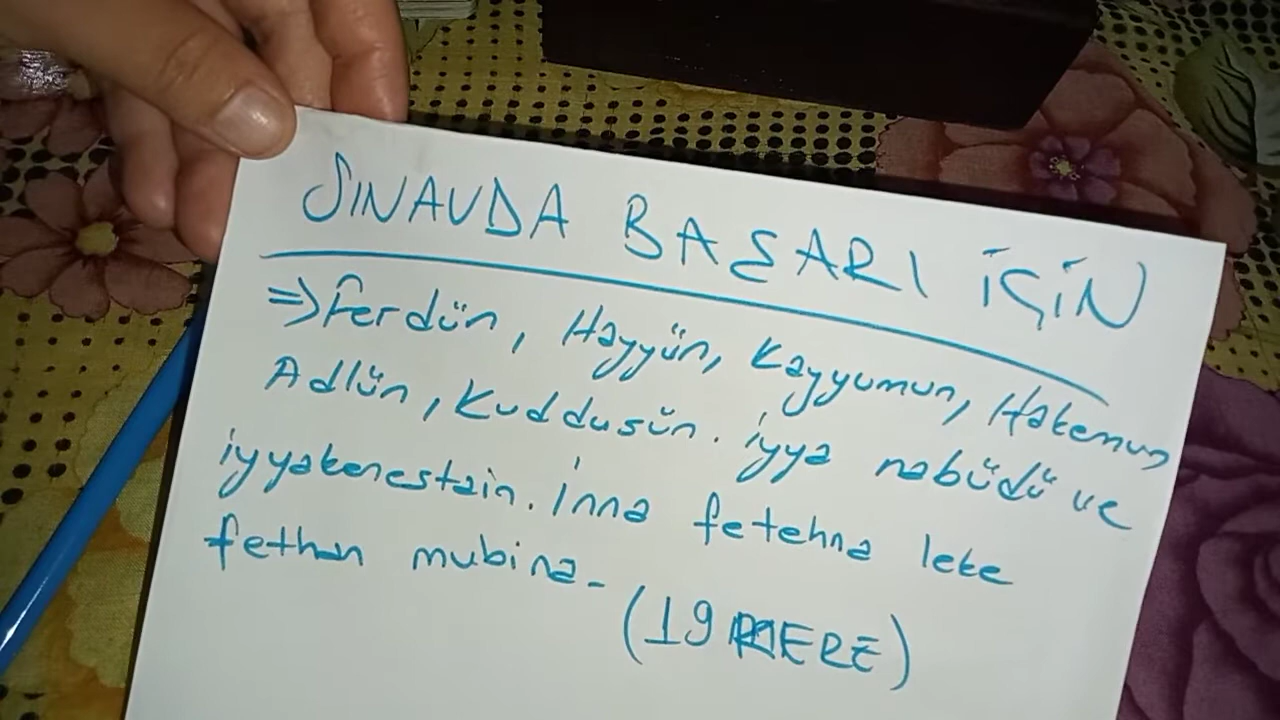 SINAVDA BAŞARI İÇİN
⇒ Ferdün, Hayyün, Kayyumun, Hakemun
Adlün, Kuddusün. iyya nabüdü ve
iyyakenestain. İnna fetehna leke
fethan mubina-
(19 KERE)